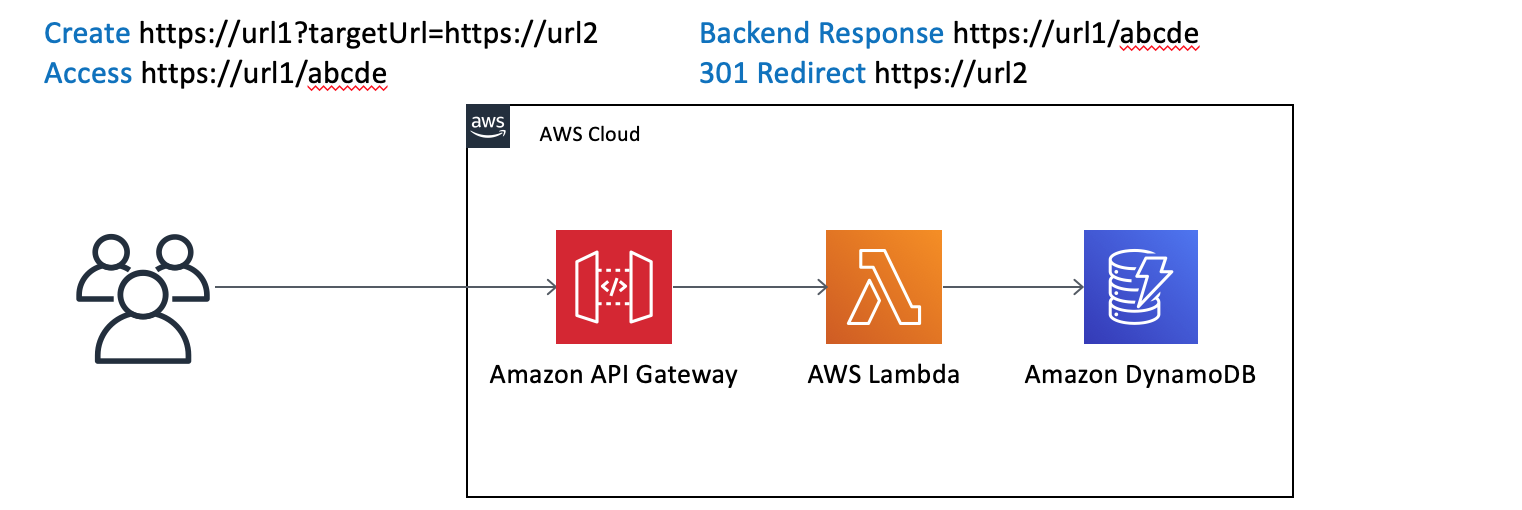 Create https://url1?targetUrl=https://url2
Access https://url1/abcde
Backend Response https://url1/abcde
301 Redirect https://url2
aws
AWS Cloud
</>
Amazon API Gateway
AWS Lambda
Amazon DynamoDB